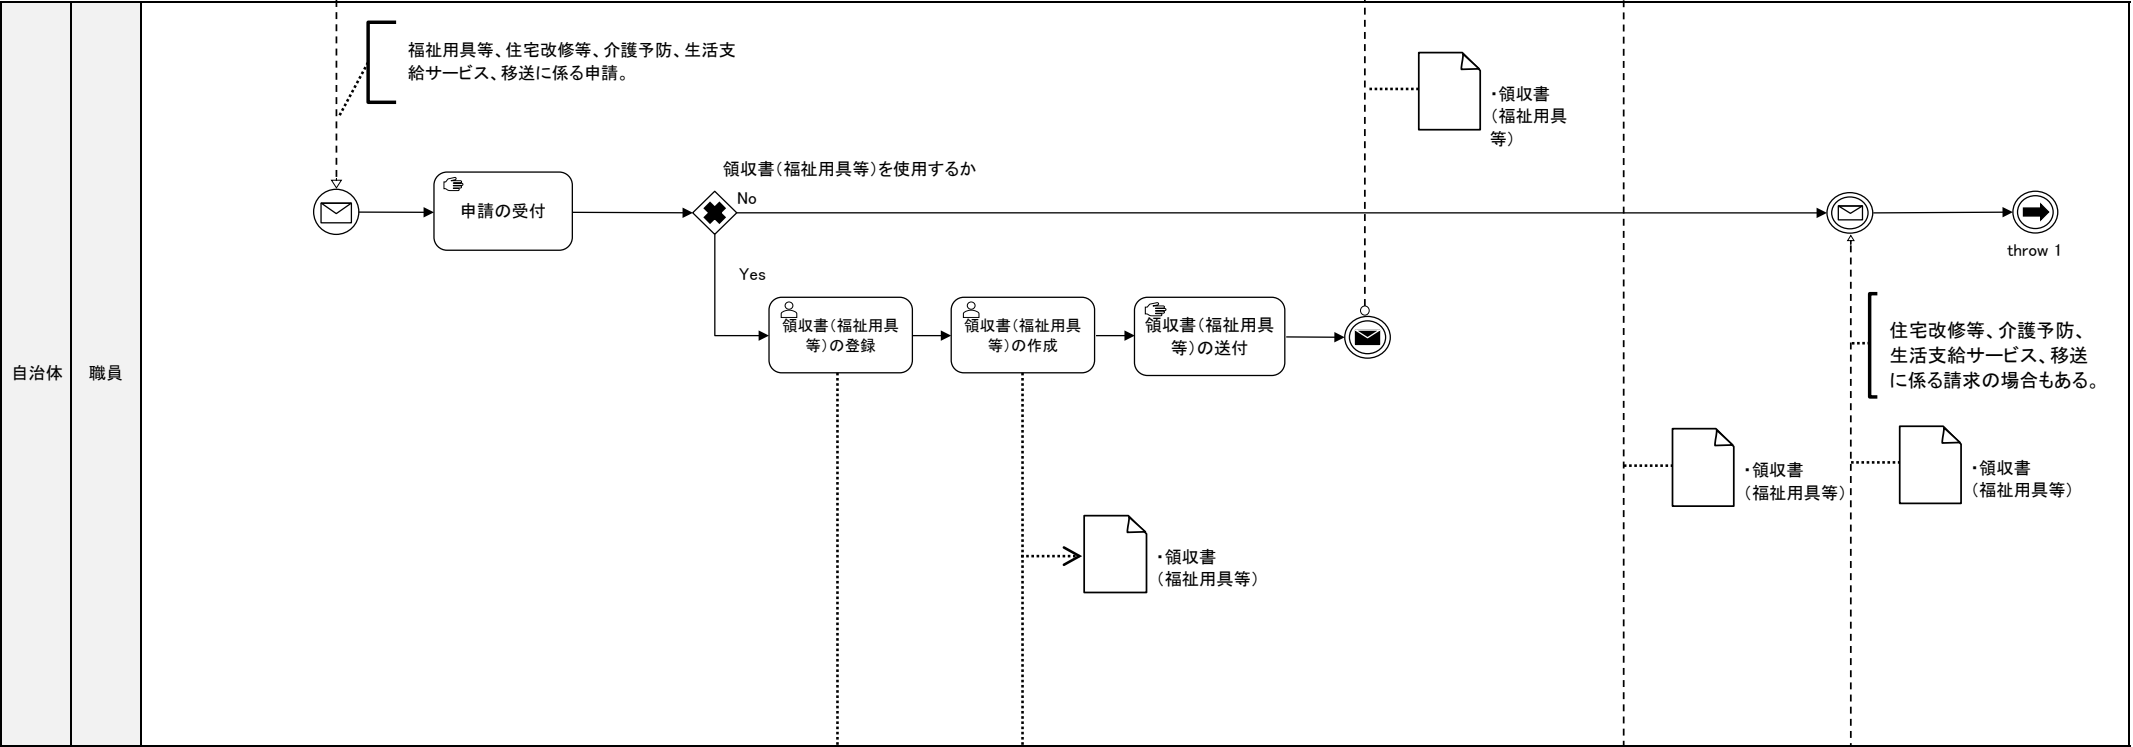 福祉用具等、住宅改修等、介護予防、生活支
給サービス、移送に係る申請。
・領収書
（福祉用具
等）
領収書（福祉用具等）を使用するか
No
申請の受付
throw 1
Yes
領収書（福祉用具
等）の登録
領収書（福祉用具
等）の作成
領収書（福祉用具
等）の送付
住宅改修等、介護予防、
生活支給サービス、移送
に係る請求の場合もある。
自治体
職員
・領収書
（福祉用具等）
・領収書
（福祉用具等）
・領収書
（福祉用具等）